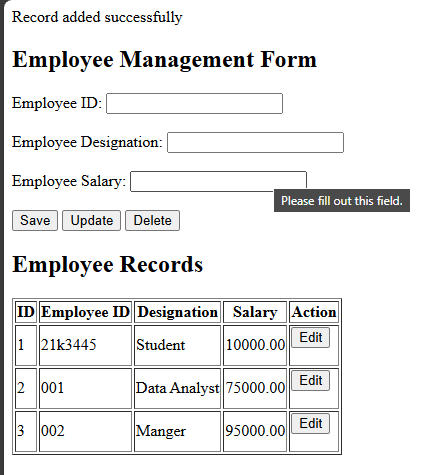 Record added successfully
Employee Management Form
Employee ID:
Employee Designation:
Employee Salary:
Please fill out this field.
Save Update Delete
Employee Records
ID Employee ID Designation Salary Action
1 21k3445 Student 10000.00 Edit
2 001 Data Analyst 75000.00 Edit
3 002 Manger 95000.00 Edit